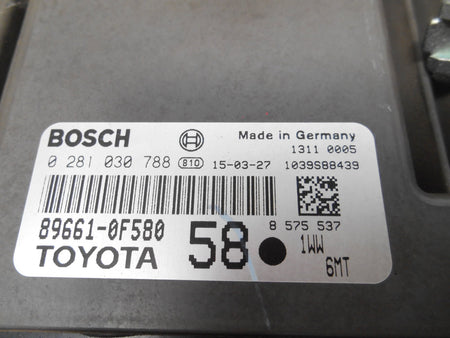 BOSCH
Made in Germany
1311 0005
0 281 030 788 B10 15-03-27 1039S88439
8 575 537
89661-0F580
TOYOTA
58
1WW
6MT